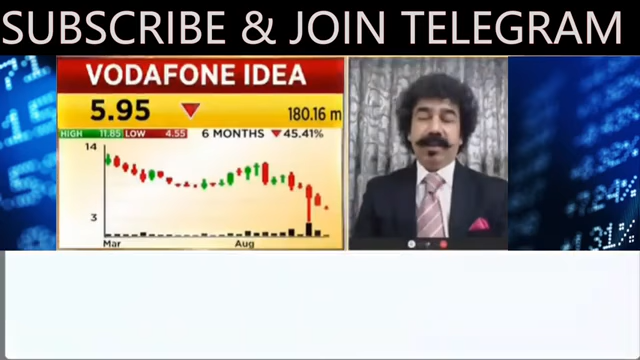 SUBSCRIBE & JOIN TELEGRAM
VODAFONE IDEA
5.95 ▼ 180.16 m
HIGH 11.85 LOW 4.55 6 MONTHS ▼45.41%
14
3
Mar Aug